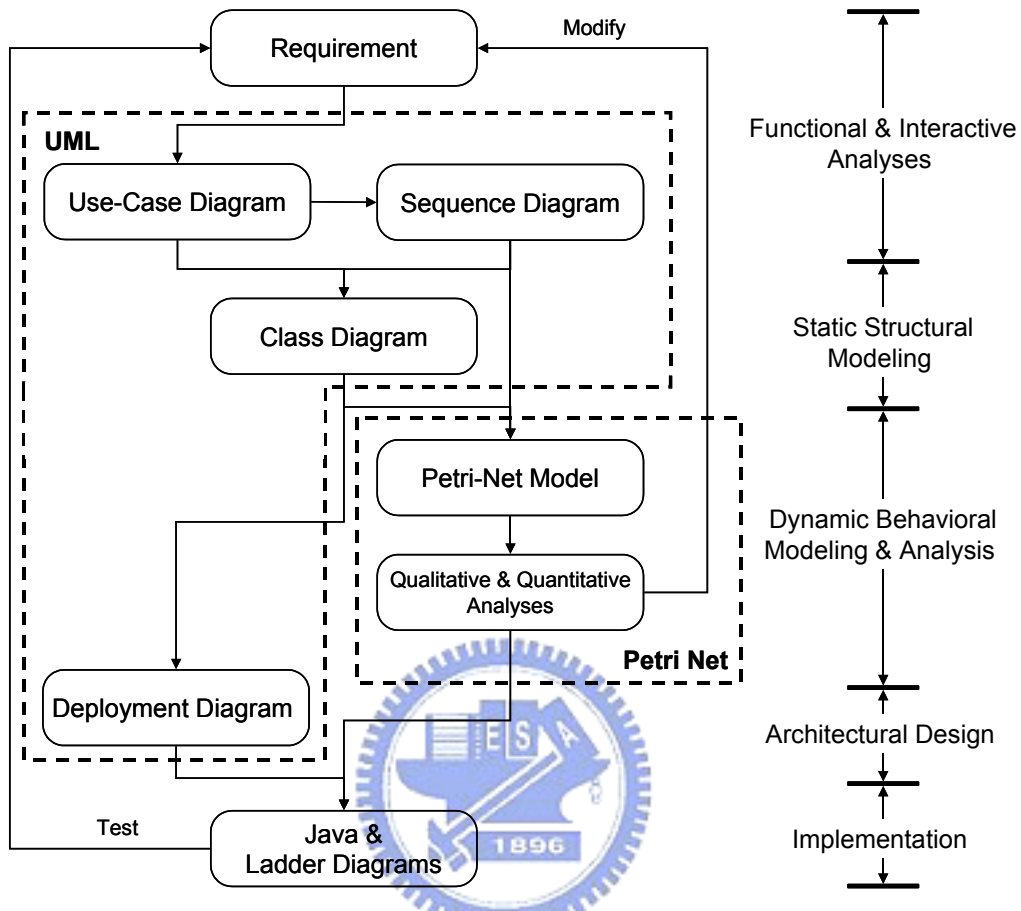 Requirement
Modify
UML
Use-Case Diagram
Sequence Diagram
Class Diagram
Petri-Net Model
Qualitative & Quantitative
Analyses
Petri Net
Deployment Diagram
Test
Java &
Ladder Diagrams
E S A
1896
Functional & Interactive
Analyses
Static Structural
Modeling
Dynamic Behavioral
Modeling & Analysis
Architectural Design
Implementation